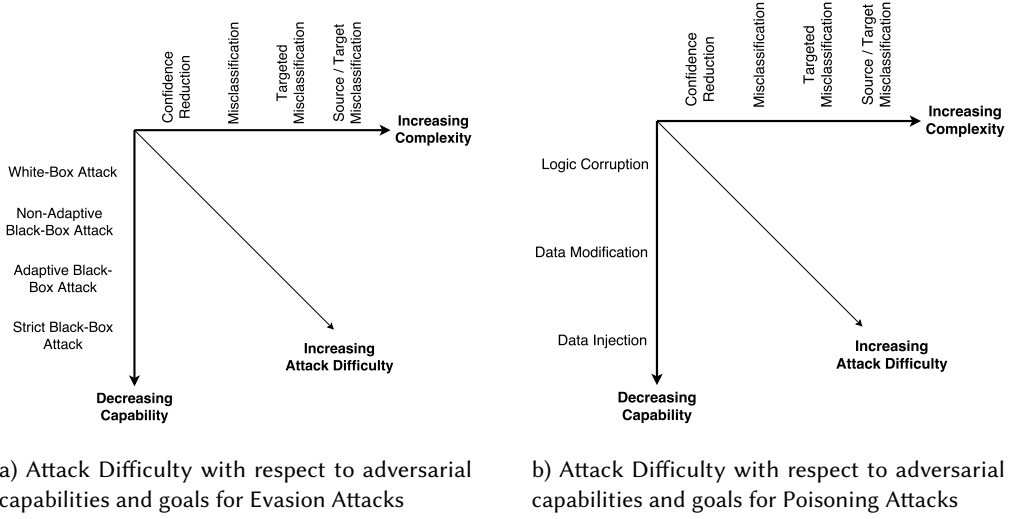 Confidence
Reduction
Misclassification
Targeted
Misclassification
Source / Target
Misclassification
Increasing
Complexity
White-Box Attack
Non-Adaptive
Black-Box Attack
Adaptive Black-
Box Attack
Strict Black-Box
Attack
Increasing
Attack Difficulty
Decreasing
Capability
a) Attack Difficulty with respect to adversarial
capabilities and goals for Evasion Attacks
Confidence
Reduction
Misclassification
Targeted
Misclassification
Source / Target
Misclassification
Increasing
Complexity
Logic Corruption
Data Modification
Data Injection
Increasing
Attack Difficulty
Decreasing
Capability
b) Attack Difficulty with respect to adversarial
capabilities and goals for Poisoning Attacks